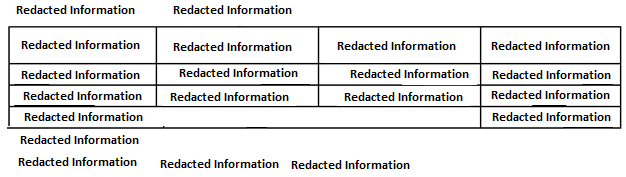 Redacted Information Redacted Information
Redacted Information Redacted Information Redacted Information Redacted Information
Redacted Information Redacted Information Redacted Information Redacted Information
Redacted Information Redacted Information Redacted Information Redacted Information
Redacted Information Redacted Information
Redacted Information
Redacted Information Redacted Information Redacted Information